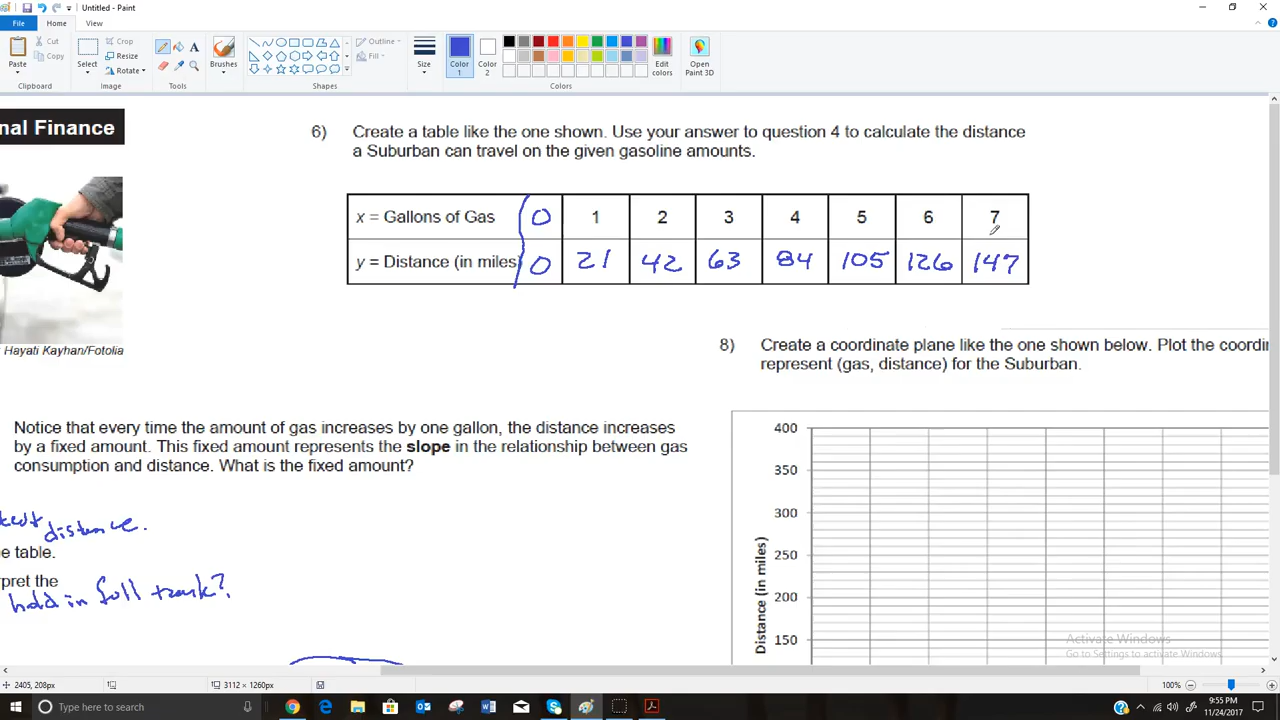 Untitled - Paint
File Home View
Paste Cut Copy Clipboard
Select Crop Resize Rotate Image
Tools
Brushes
Outline Fill Shapes
Size
Color 1 Color 2 Edit colors Colors
Open Paint 3D
nal Finance
6) Create a table like the one shown. Use your answer to question 4 to calculate the distance
a Suburban can travel on the given gasoline amounts.
x = Gallons of Gas 0 1 2 3 4 5 6 7
y = Distance (in miles) 0 21 42 63 84 105 126 147
Hayati Kayhan/Fotolia
8) Create a coordinate plane like the one shown below. Plot the coordi
represent (gas, distance) for the Suburban.
Notice that every time the amount of gas increases by one gallon, the distance increases
by a fixed amount. This fixed amount represents the slope in the relationship between gas
consumption and distance. What is the fixed amount?
distance.
e table.
rpret the
hold in full tank?
400
350
300
250
200
150
Distance (in miles)
Activate Windows
Go to Settings to activate Windows.
2405, 208px 3112 × 1260px 100%
Type here to search
9:55 PM
11/24/2017